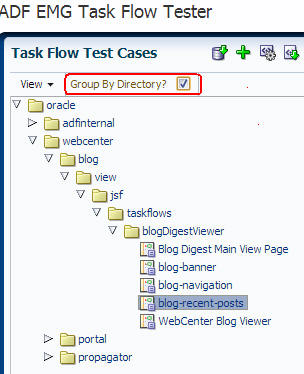 ADF EMG Task Flow Tester
Task Flow Test Cases
View Group By Directory?
oracle
adfinternal
webcenter
blog
view
jsf
taskflows
blogDigestViewer
Blog Digest Main View Page
blog-banner
blog-navigation
blog-recent-posts
WebCenter Blog Viewer
portal
propagator